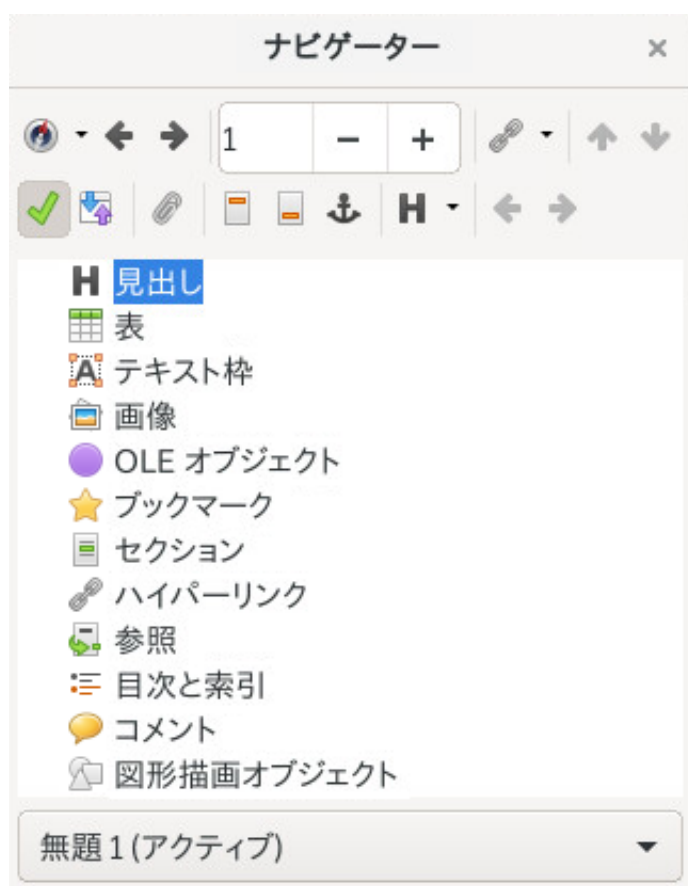 ナビゲーター
1
見出し
表
テキスト枠
画像
OLE オブジェクト
ブックマーク
セクション
ハイパーリンク
参照
目次と索引
コメント
図形描画オブジェクト
無題 1 (アクティブ)